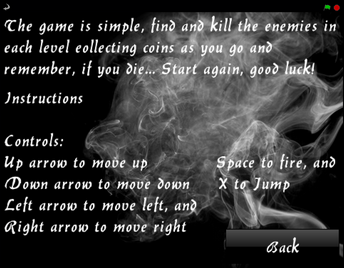 The game is simple, find and kill the enemies in
each level eollecting coins as you go and
remember, if you die... Start again, good luck!
Instructions
Controls:
Up arrow to move up Space to fire, and
Down arrow to move down X to Jump
Left arrow to move left, and
Right arrow to move right
Back